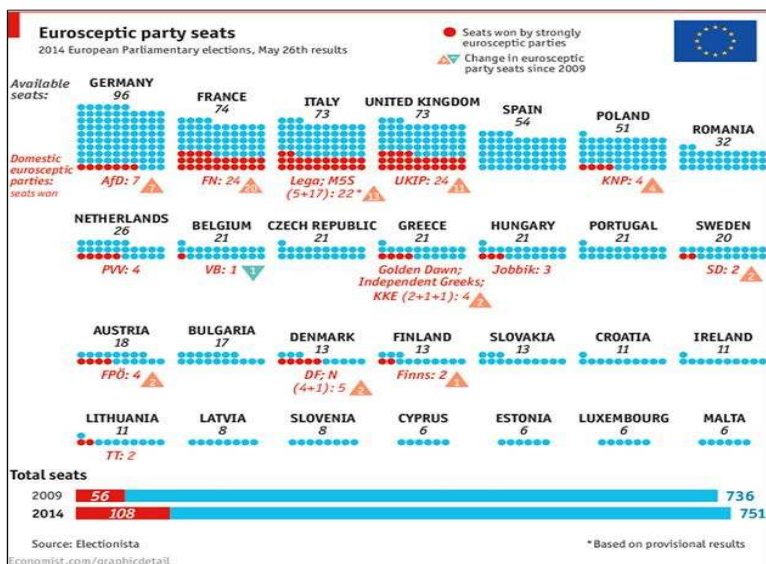 Eurosceptic party seats
2014 European Parliamentary elections, May 26th results
Seats won by strongly
eurosceptic parties
Change in eurosceptic
party seats since 2009
Available
seats:
GERMANY
96
FRANCE
74
ITALY
73
UNITED KINGDOM
73
SPAIN
54
POLAND
51
ROMANIA
32
Domestic
eurosceptic
parties:
seats won
AfD: 7
7
FN: 24
20
Lega; M5S
(5+17): 22*
13
UKIP: 24
11
KNP: 4
4
NETHERLANDS
26
BELGIUM
21
CZECH REPUBLIC
21
GREECE
21
HUNGARY
21
PORTUGAL
21
SWEDEN
20
PVV: 4
VB: 1
1
Golden Dawn;
Independent Greeks;
KKE (2+1+1): 4
2
Jobbik: 3
SD: 2
2
AUSTRIA
18
BULGARIA
17
DENMARK
13
FINLAND
13
SLOVAKIA
13
CROATIA
11
IRELAND
11
FPÖ: 4
2
DF; N
(4+1): 5
2
Finns: 2
1
LITHUANIA
11
LATVIA
8
SLOVENIA
8
CYPRUS
6
ESTONIA
6
LUXEMBOURG
6
MALTA
6
TT: 2
Total seats
2009
56
736
2014
108
751
Source: Electionista
*Based on provisional results
Economist.com/graphicdetail